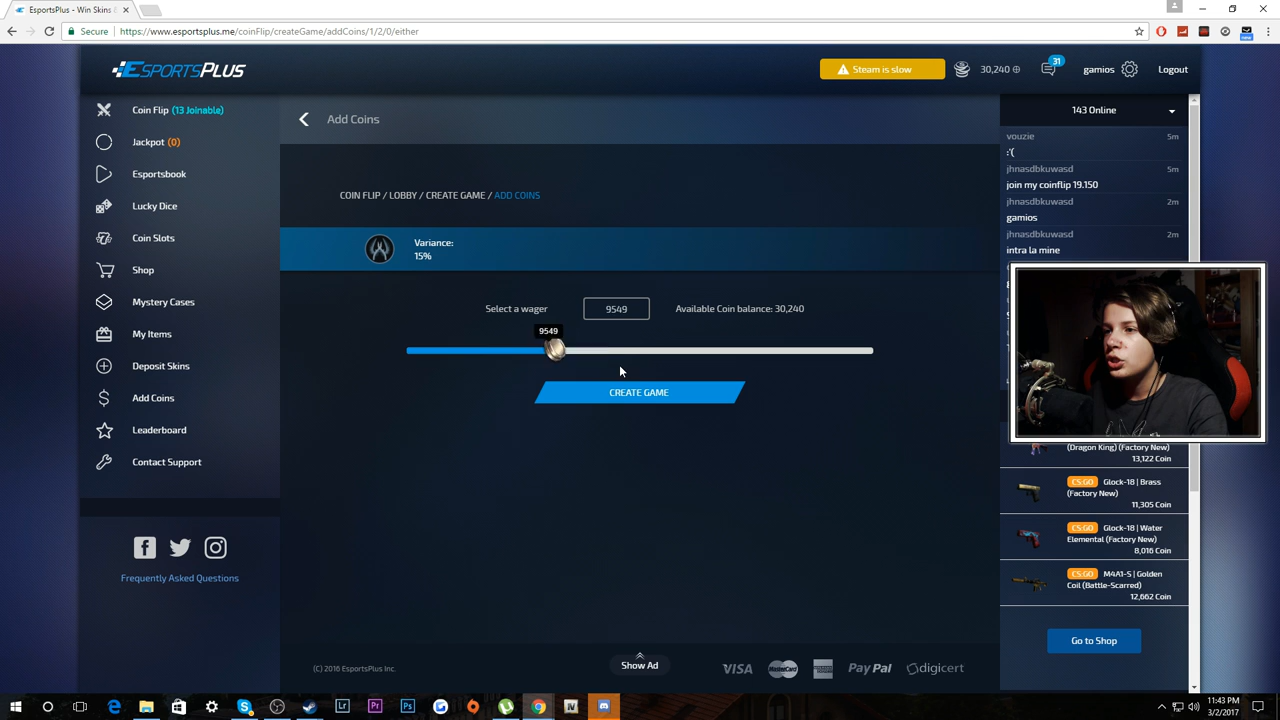 EsportsPlus - Win Skins &
Secure
https://www.esportsplus.me/coinFlip/createGame/addCoins/1/2/0/either
ESPORTSPLUS
Steam is slow
30,240
31
gamios
Logout
Coin Flip (13 Joinable)
Jackpot (0)
Esportsbook
Lucky Dice
Coin Slots
Shop
Mystery Cases
My Items
Deposit Skins
Add Coins
Leaderboard
Contact Support
Frequently Asked Questions
Add Coins
COIN FLIP / LOBBY / CREATE GAME / ADD COINS
Variance:
15%
Select a wager
9549
Available Coin balance: 30,240
9549
CREATE GAME
(C) 2016 EsportsPlus Inc.
Show Ad
VISA
MasterCard
PayPal
digicert
143 Online
vouzie 5m
:'(
jhnasdbkuwasd 5m
join my coinflip 19.150
jhnasdbkuwasd 2m
gamios
jhnasdbkuwasd 2m
intra la mine
(Dragon King) (Factory New)
13,122 Coin
CS:GO Glock-18 | Brass
(Factory New)
11,305 Coin
CS:GO Glock-18 | Water
Elemental (Factory New)
8,016 Coin
CS:GO M4A1-S | Golden
Coil (Battle-Scarred)
12,662 Coin
Go to Shop
Lr
Pr
Ps
11:43 PM
3/2/2017